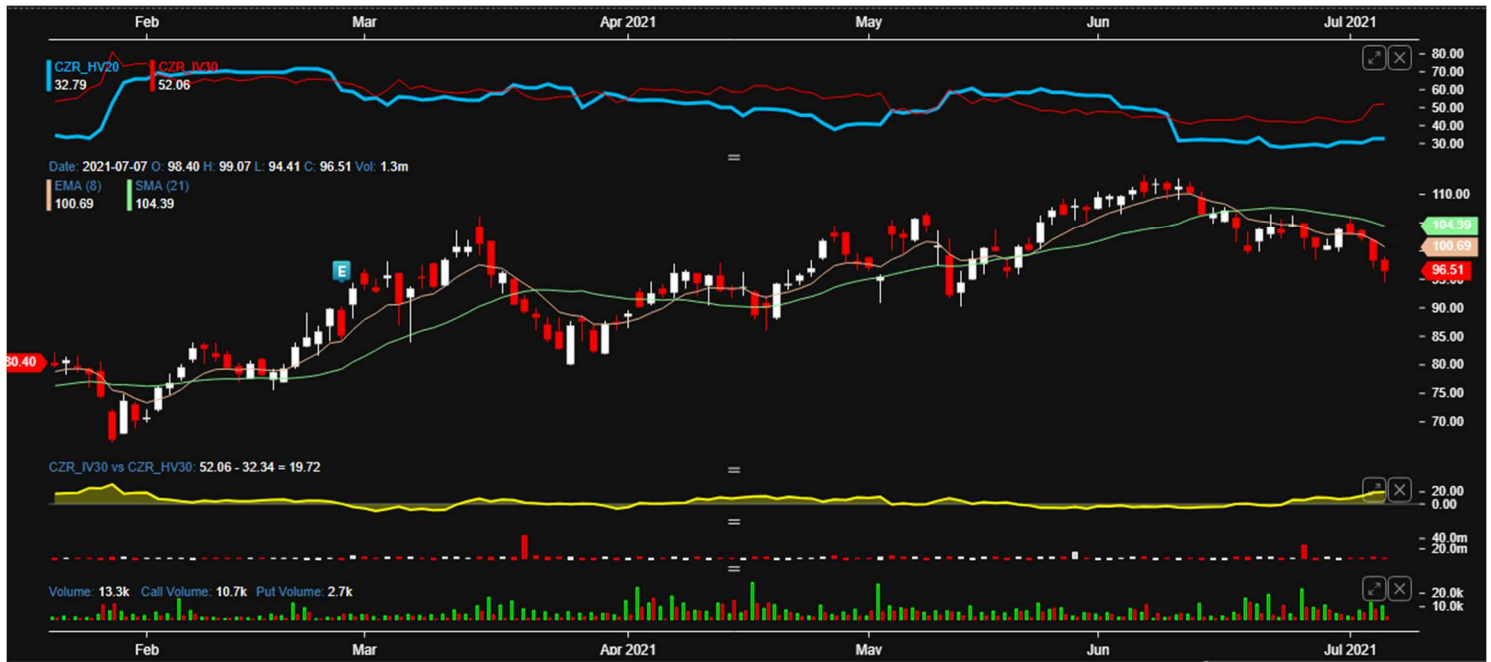 Feb Mar Apr 2021 May Jun Jul 2021
CZR_HV20 CZR_IV30
32.79 52.06
80.00
70.00
60.00
50.00
40.00
30.00
Date: 2021-07-07 O: 98.40 H: 99.07 L: 94.41 C: 96.51 Vol: 1.3m
EMA (8) SMA (21)
100.69 104.39
110.00
104.39
100.69
96.51
E
90.00
85.00
80.00
75.00
70.00
CZR_IV30 vs CZR_HV30: 52.06 - 32.34 = 19.72
20.00
0.00
40.0m
20.0m
Volume: 13.3k Call Volume: 10.7k Put Volume: 2.7k
20.0k
10.0k
Feb Mar Apr 2021 May Jun Jul 2021